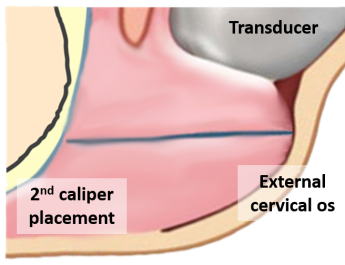 Transducer
2nd caliper
placement
External
cervical os